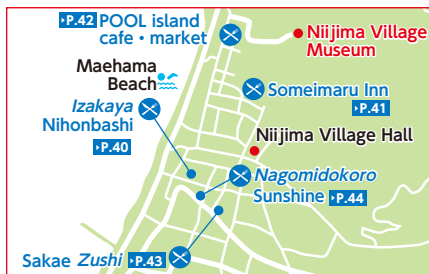 ▸P.42 POOL island
cafe・market
Niijima Village
Museum
Maehama
Beach
Someimaru Inn
▸P.41
Izakaya
Nihonbashi
▸P.40
Niijima Village Hall
Nagomidokoro
Sunshine ▸P.44
Sakae Zushi ▸P.43